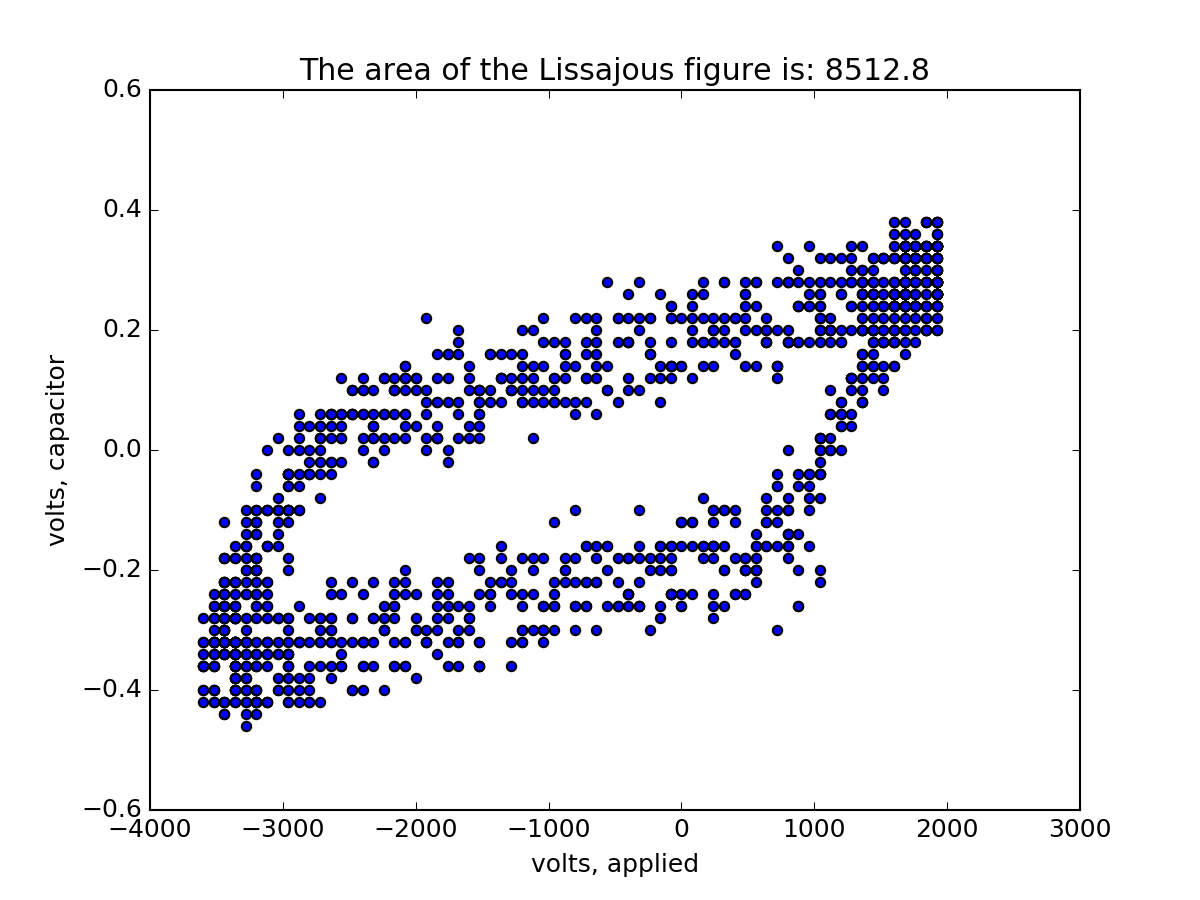 The area of the Lissajous figure is: 8512.8
0.6
0.4
0.2
0.0
−0.2
−0.4
−0.6
−4000 −3000 −2000 −1000 0 1000 2000 3000
volts, capacitor
volts, applied